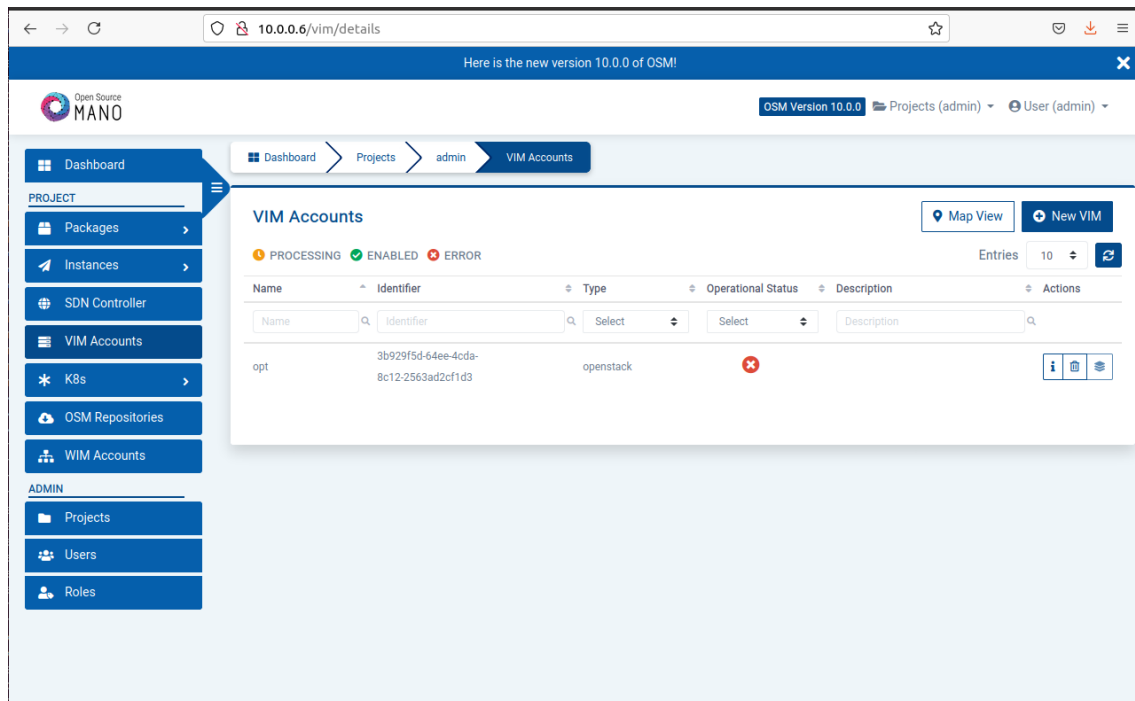 10.0.0.6/vim/details
Here is the new version 10.0.0 of OSM!
Open Source
MANO
OSM Version 10.0.0 Projects (admin) User (admin)
Dashboard
PROJECT
Packages
Instances
SDN Controller
VIM Accounts
K8s
OSM Repositories
WIM Accounts
ADMIN
Projects
Users
Roles
Dashboard Projects admin VIM Accounts
VIM Accounts
Map View New VIM
PROCESSING ENABLED ERROR
Entries 10
Name Identifier Type Operational Status Description Actions
Name Identifier Select Select Description
opt 3b929f5d-64ee-4cda-
8c12-2563ad2cf1d3 openstack